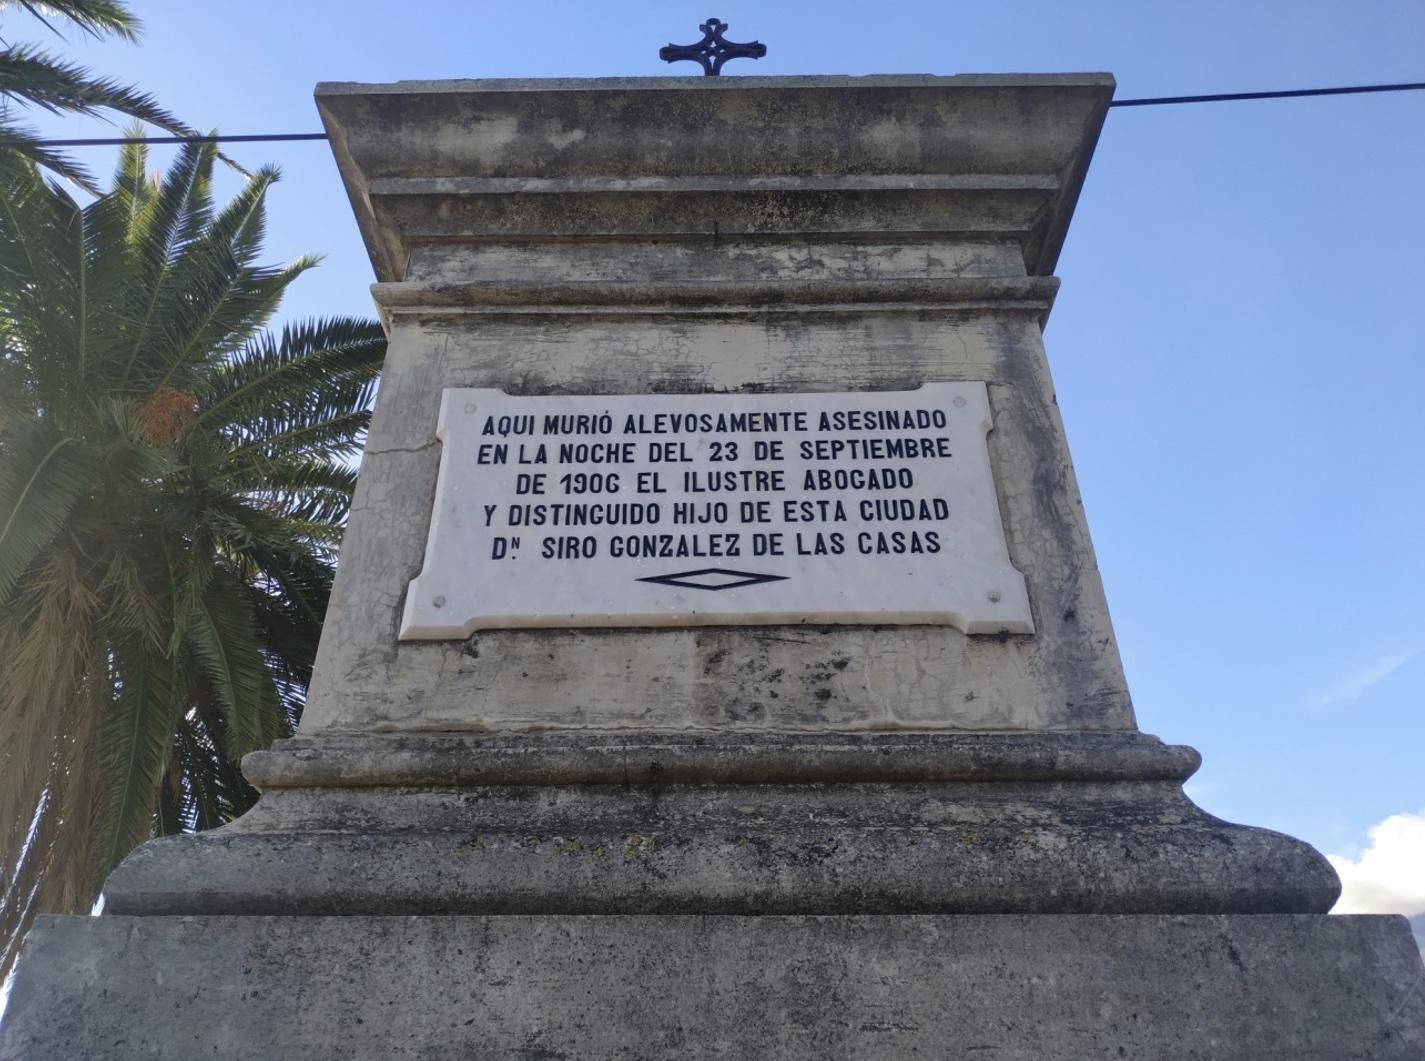 AQUI MURIÓ ALEVOSAMENTE ASESINADO
EN LA NOCHE DEL 23 DE SEPTIEMBRE
DE 1906 EL ILUSTRE ABOGADO
Y DISTINGUIDO HIJO DE ESTA CIUDAD
D.ᴺ SIRO GONZALEZ DE LAS CASAS